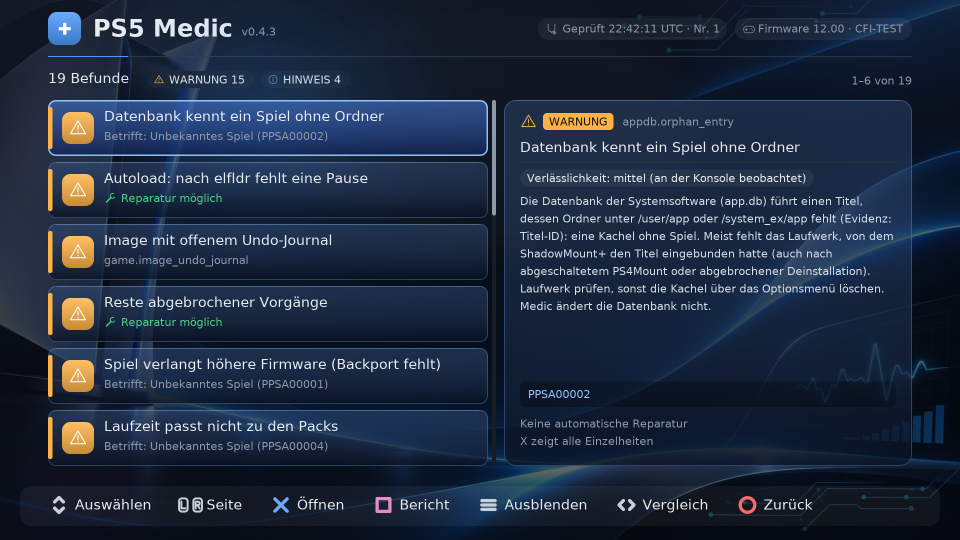 PS5 Medic v0.4.3
Geprüft 22:42:11 UTC · Nr. 1
Firmware 12.00 · CFI-TEST
19 Befunde
WARNUNG 15
HINWEIS 4
1–6 von 19
Datenbank kennt ein Spiel ohne Ordner
Betrifft: Unbekanntes Spiel (PPSA00002)
Autoload: nach elfldr fehlt eine Pause
Reparatur möglich
Image mit offenem Undo-Journal
game.image_undo_journal
Reste abgebrochener Vorgänge
Reparatur möglich
Spiel verlangt höhere Firmware (Backport fehlt)
Betrifft: Unbekanntes Spiel (PPSA00001)
Laufzeit passt nicht zu den Packs
Betrifft: Unbekanntes Spiel (PPSA00004)
WARNUNG appdb.orphan_entry
Datenbank kennt ein Spiel ohne Ordner
Verlässlichkeit: mittel (an der Konsole beobachtet)
Die Datenbank der Systemsoftware (app.db) führt einen Titel,
dessen Ordner unter /user/app oder /system_ex/app fehlt (Evidenz:
Titel-ID): eine Kachel ohne Spiel. Meist fehlt das Laufwerk, von dem
ShadowMount+ den Titel eingebunden hatte (auch nach
abgeschaltetem PS4Mount oder abgebrochener Deinstallation).
Laufwerk prüfen, sonst die Kachel über das Optionsmenü löschen.
Medic ändert die Datenbank nicht.
PPSA00002
Keine automatische Reparatur
X zeigt alle Einzelheiten
Auswählen
L R Seite
Öffnen
Bericht
Ausblenden
Vergleich
Zurück